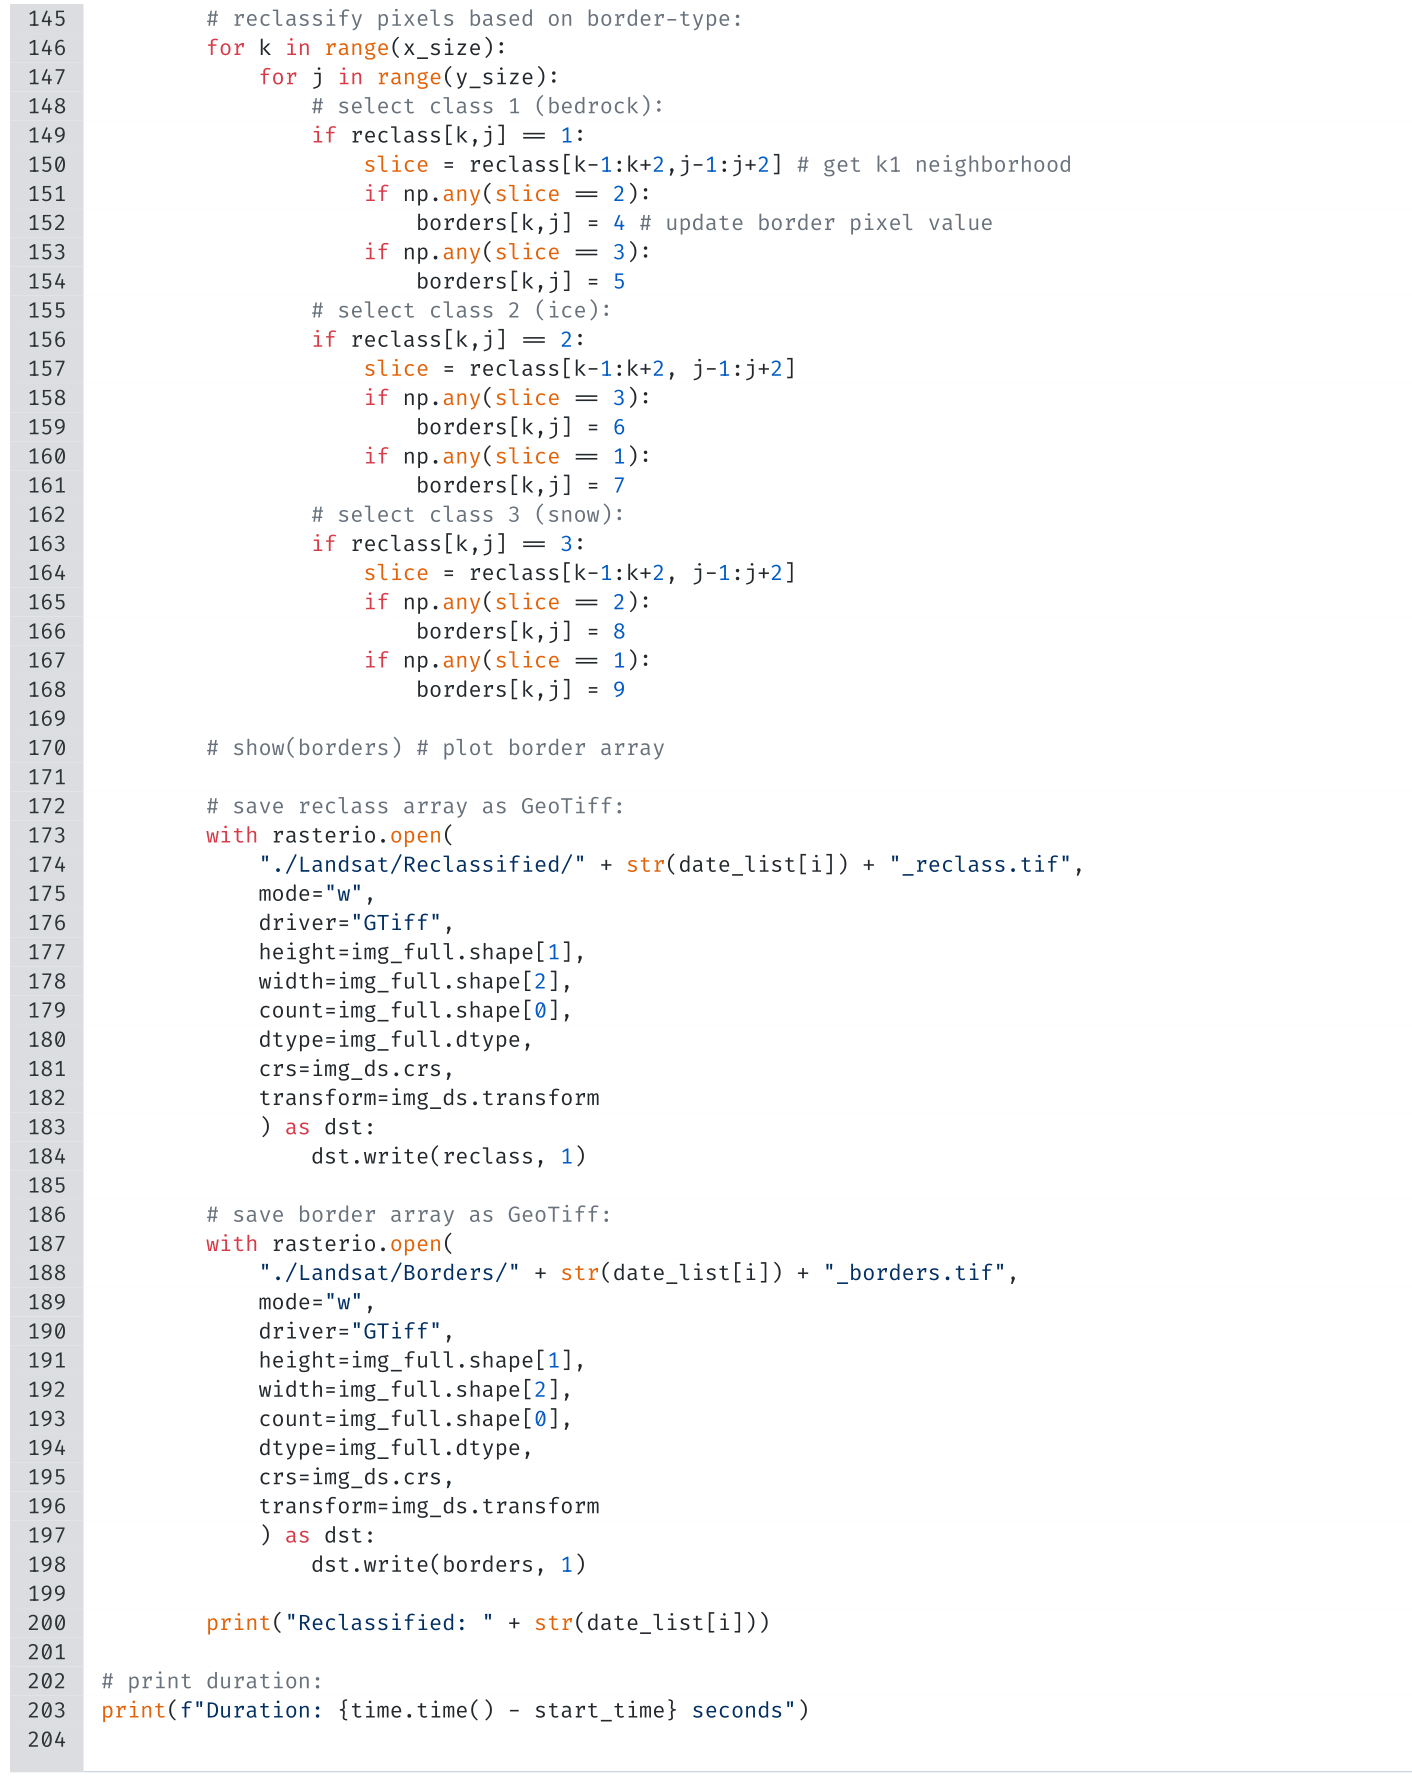 145         # reclassify pixels based on border-type:
146         for k in range(x_size):
147             for j in range(y_size):
148                 # select class 1 (bedrock):
149                 if reclass[k,j] == 1:
150                     slice = reclass[k-1:k+2,j-1:j+2] # get k1 neighborhood
151                     if np.any(slice == 2):
152                         borders[k,j] = 4 # update border pixel value
153                     if np.any(slice == 3):
154                         borders[k,j] = 5
155                 # select class 2 (ice):
156                 if reclass[k,j] == 2:
157                     slice = reclass[k-1:k+2, j-1:j+2]
158                     if np.any(slice == 3):
159                         borders[k,j] = 6
160                     if np.any(slice == 1):
161                         borders[k,j] = 7
162                 # select class 3 (snow):
163                 if reclass[k,j] == 3:
164                     slice = reclass[k-1:k+2, j-1:j+2]
165                     if np.any(slice == 2):
166                         borders[k,j] = 8
167                     if np.any(slice == 1):
168                         borders[k,j] = 9
169
170         # show(borders) # plot border array
171
172         # save reclass array as GeoTiff:
173         with rasterio.open(
174             "./Landsat/Reclassified/" + str(date_list[i]) + "_reclass.tif",
175             mode="w",
176             driver="GTiff",
177             height=img_full.shape[1],
178             width=img_full.shape[2],
179             count=img_full.shape[0],
180             dtype=img_full.dtype,
181             crs=img_ds.crs,
182             transform=img_ds.transform
183             ) as dst:
184                 dst.write(reclass, 1)
185
186         # save border array as GeoTiff:
187         with rasterio.open(
188             "./Landsat/Borders/" + str(date_list[i]) + "_borders.tif",
189             mode="w",
190             driver="GTiff",
191             height=img_full.shape[1],
192             width=img_full.shape[2],
193             count=img_full.shape[0],
194             dtype=img_full.dtype,
195             crs=img_ds.crs,
196             transform=img_ds.transform
197             ) as dst:
198                 dst.write(borders, 1)
199
200         print("Reclassified: " + str(date_list[i]))
201
202 # print duration:
203 print(f"Duration: {time.time() - start_time} seconds")
204